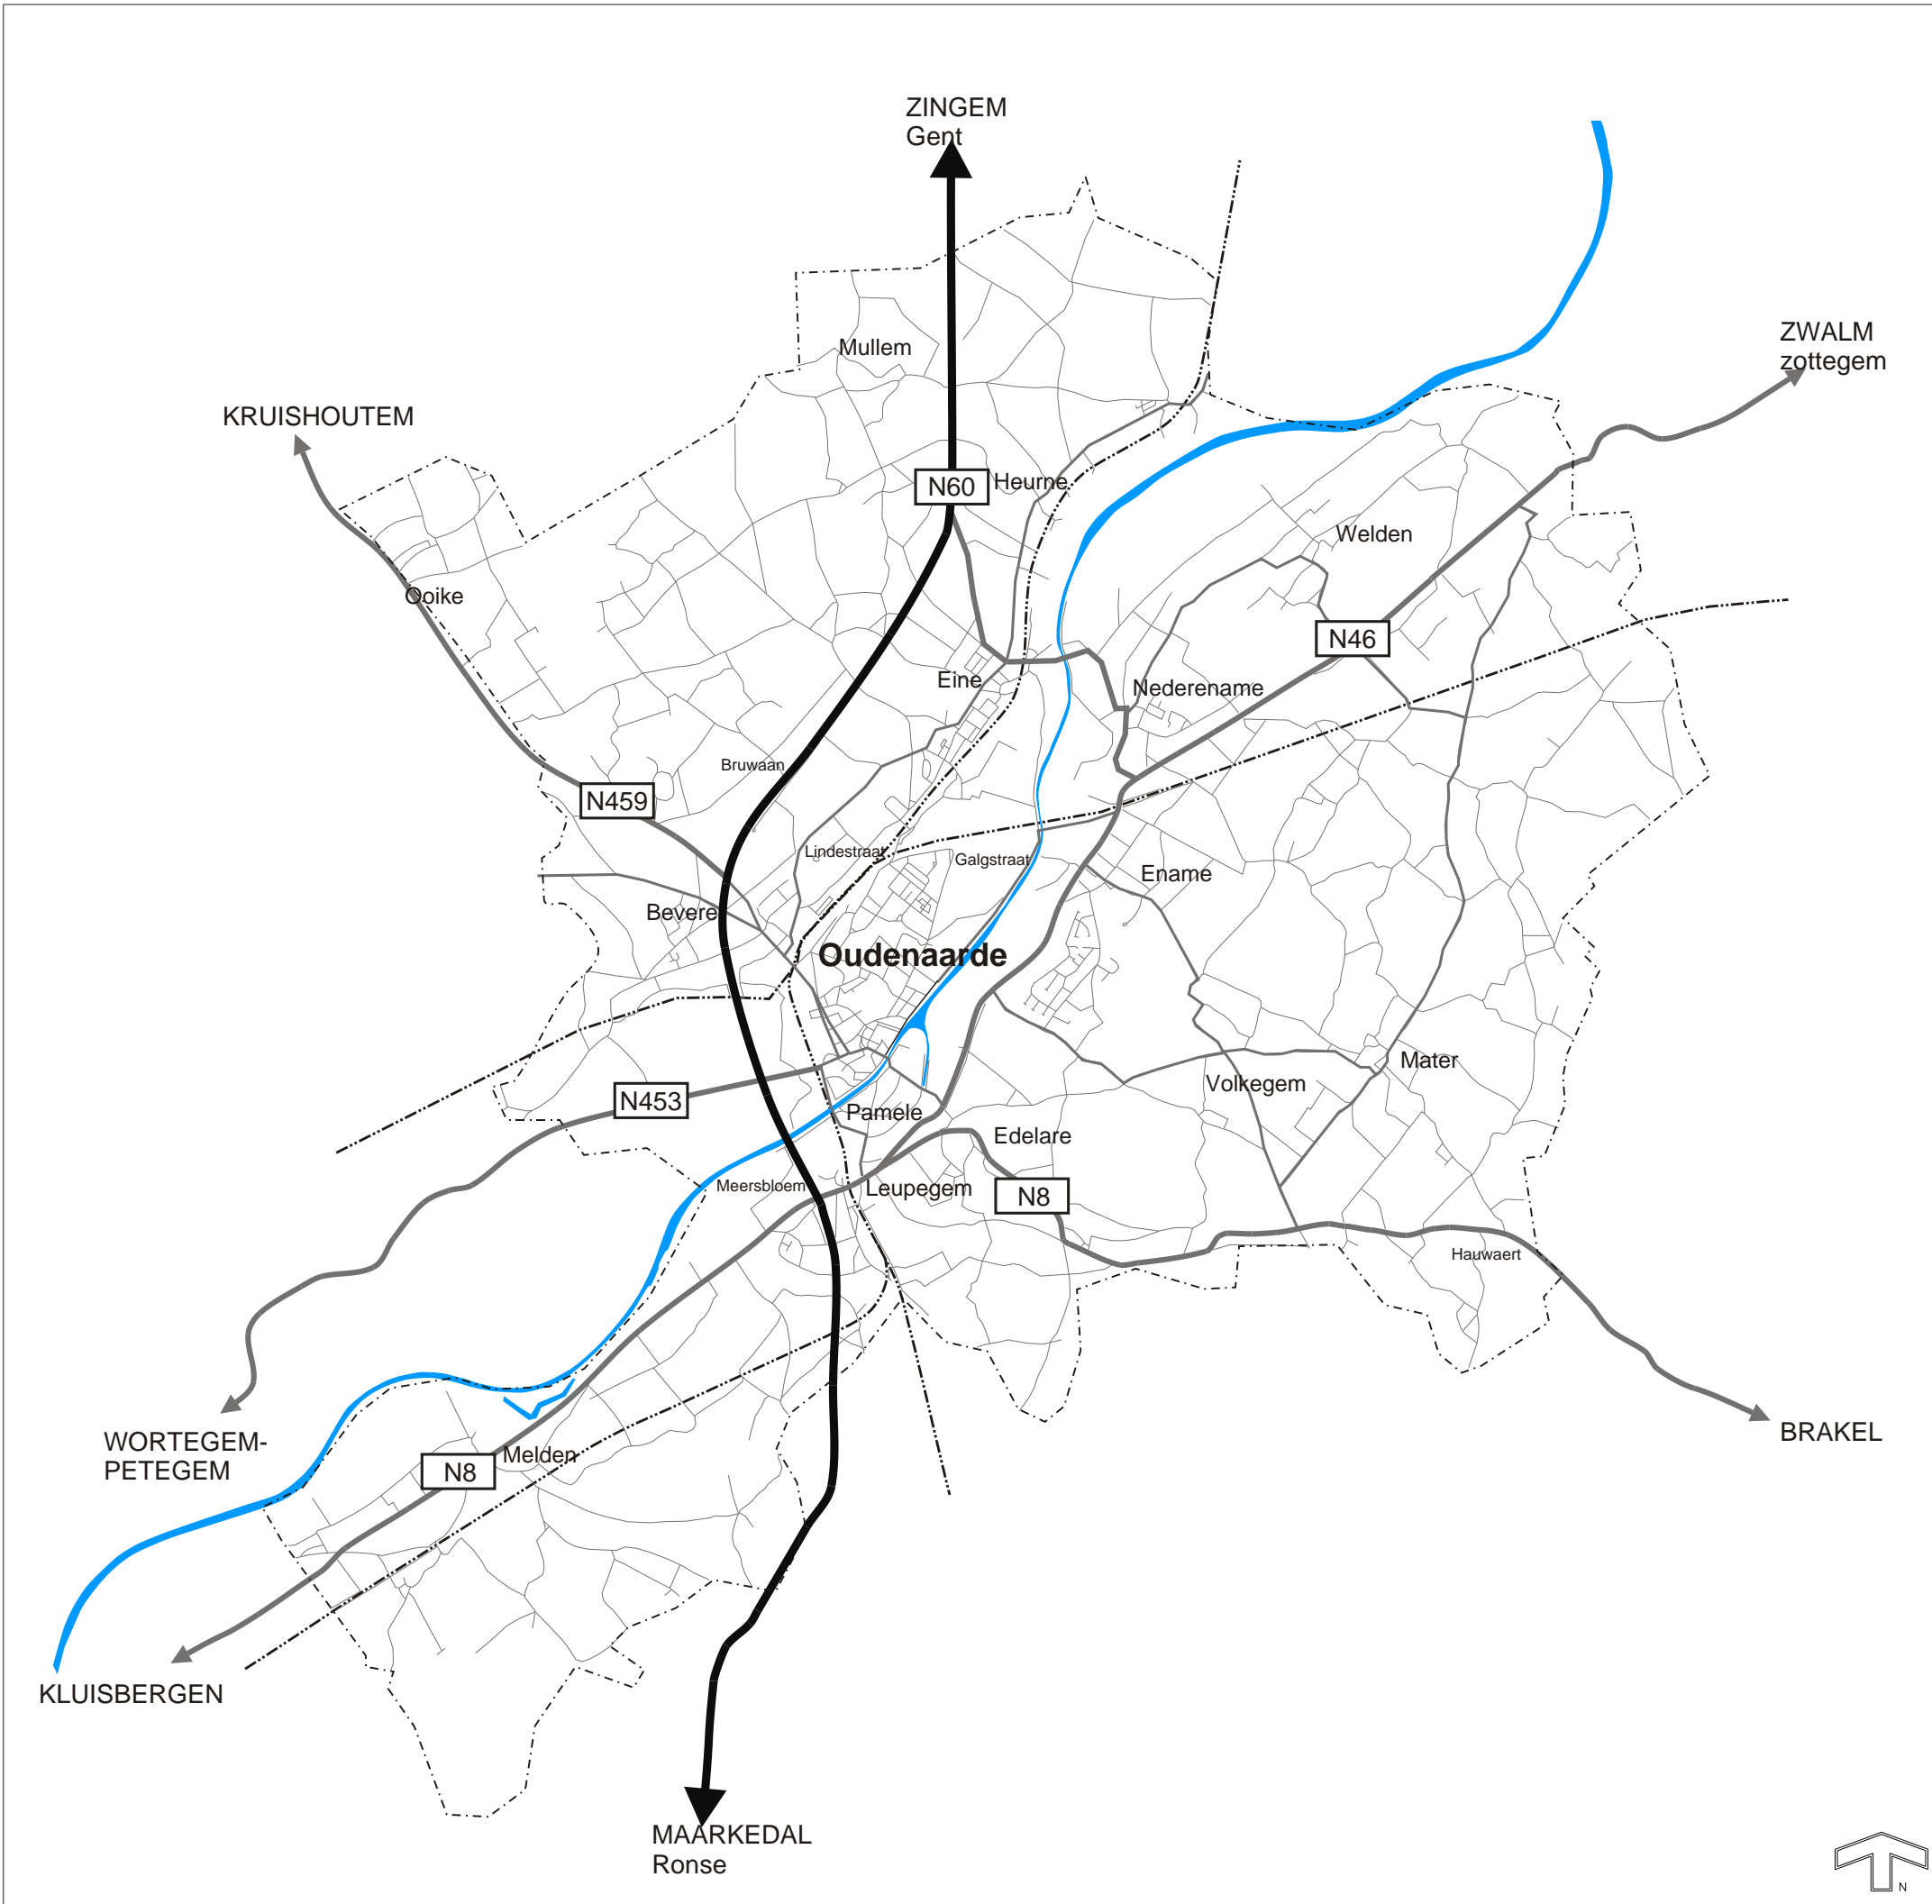 ZINGEM
Gent
ZWALM
zottegem
Mullem
KRUISHOUTEM
N60
Heurne
Welden
Ooike
N46
Eine
Nederename
Bruwaan
N459
Lindestraat
Galgstraat
Ename
Bevere
Oudenaarde
Mater
Volkegem
N453
Pamele
Edelare
Meersbloem
Leupegem
N8
Hauwaert
WORTEGEM-
PETEGEM
BRAKEL
Melden
N8
KLUISBERGEN
MAARKEDAL
Ronse
N